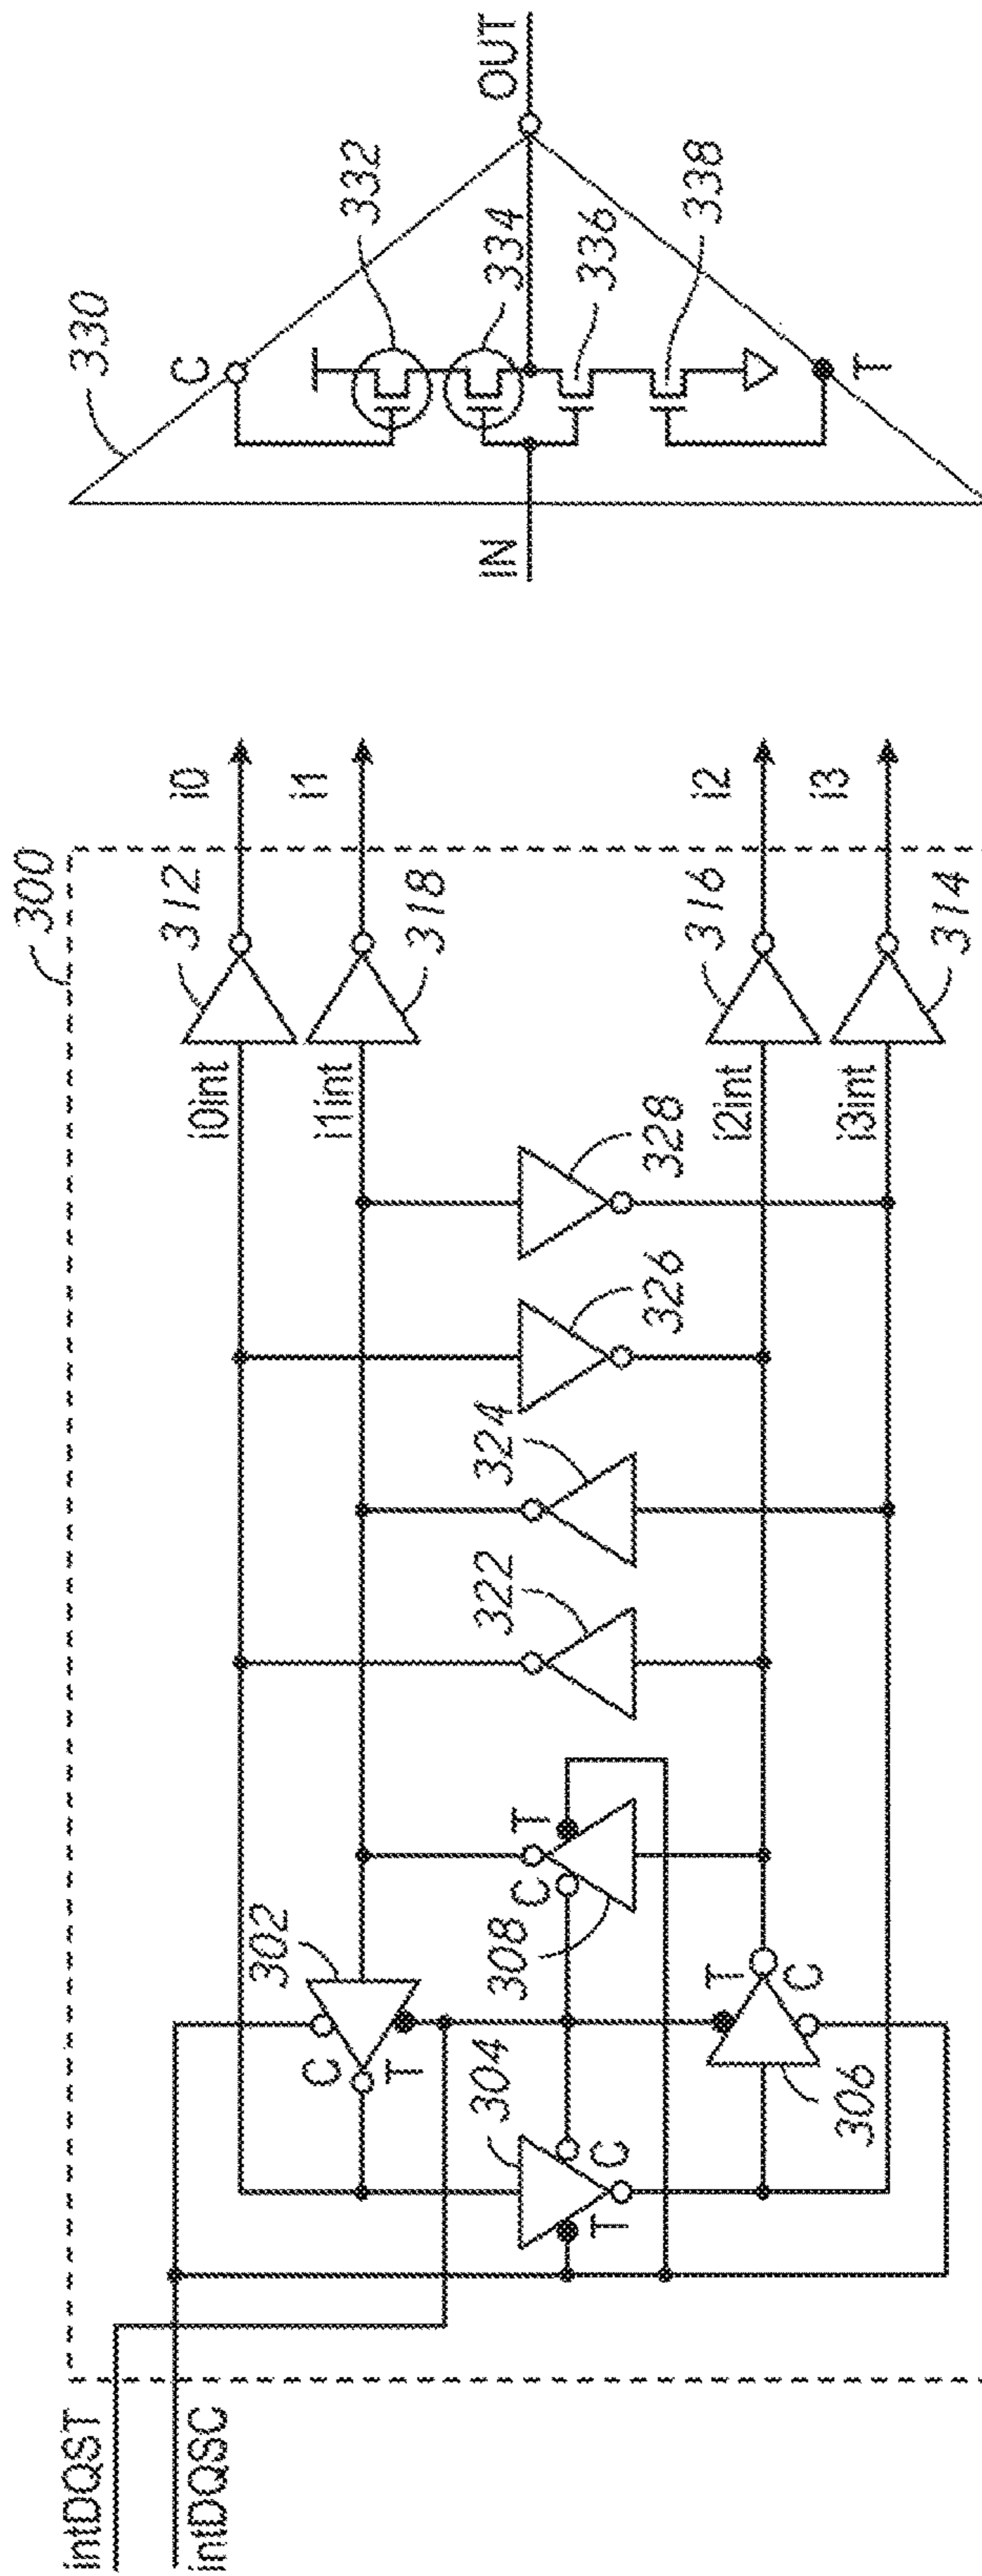 300
intDQST
intDQSC
302
304
306
308
C
T
T
C
T
C
C
T
322
324
326
328
i0int
i1int
i2int
i3int
312
318
316
314
i0
i1
i2
i3
330
C
332
334
336
338
IN
OUT
T